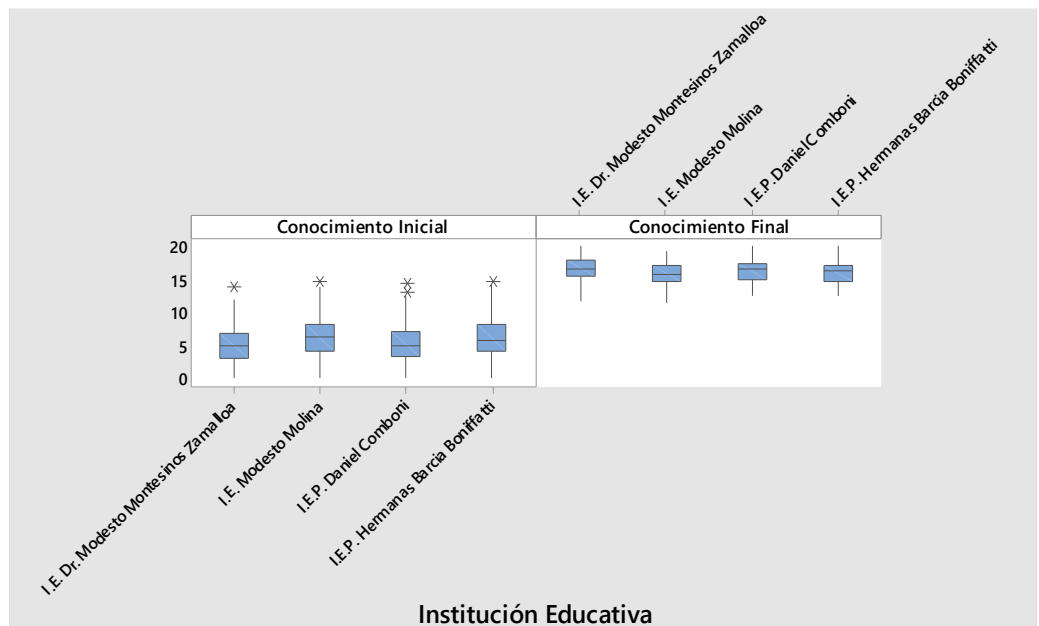 I.E. Dr. Modesto Montesinos Zamalloa
I.E. Modesto Molina
I.E.P. Daniel Comboni
I.E.P. Hermanas Barcia Boniffatti
Conocimiento Inicial
Conocimiento Final
20
15
10
5
0
I.E. Dr. Modesto Montesinos Zamalloa
I.E. Modesto Molina
I.E.P. Daniel Comboni
I.E.P. Hermanas Barcia Boniffatti
Institución Educativa